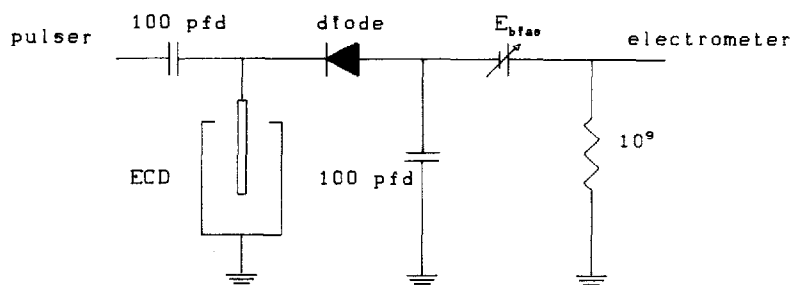 100 pfd
diode
E_bias
pulser
electrometer
ECD
100 pfd
10⁹